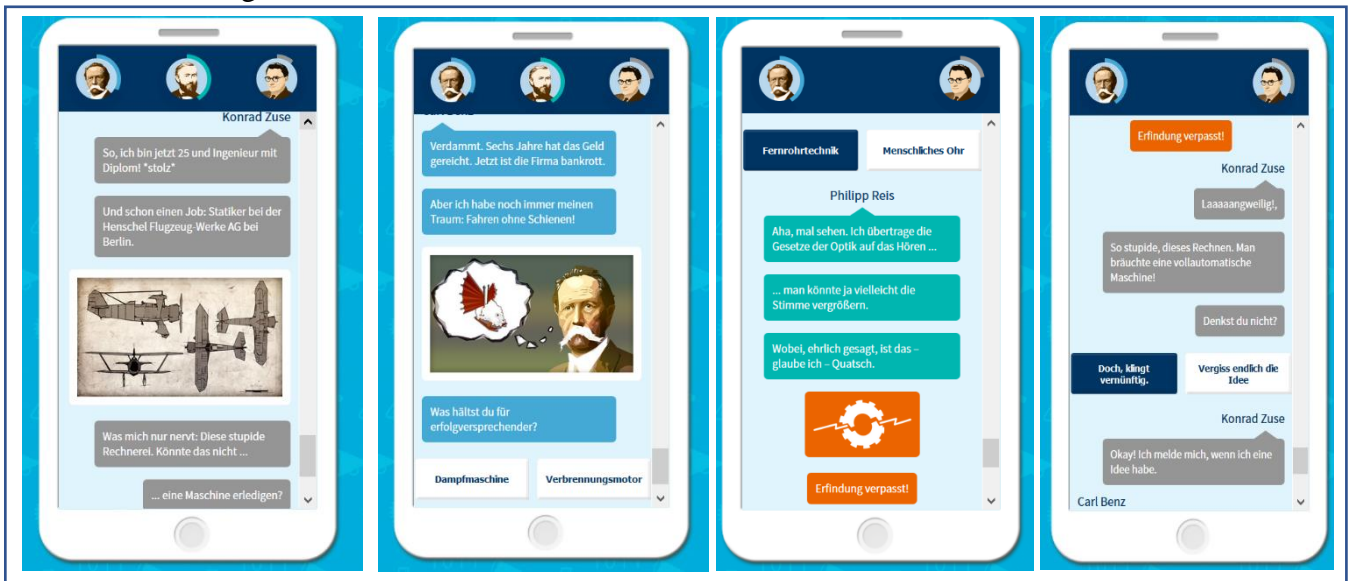 Konrad Zuse
So, ich bin jetzt 25 und Ingenieur mit
Diplom! *stolz*
Und schon einen Job: Statiker bei der
Henschel Flugzeug-Werke AG bei
Berlin.
Was mich nur nervt: Diese stupide
Rechnerei. Könnte das nicht ...
... eine Maschine erledigen?
Verdammt. Sechs Jahre hat das Geld
gereicht. Jetzt ist die Firma bankrott.
Aber ich habe noch immer meinen
Traum: Fahren ohne Schienen!
Was hältst du für
erfolgversprechender?
Dampfmaschine Verbrennungsmotor
Fernrohrtechnik Menschliches Ohr
Philipp Reis
Aha, mal sehen. Ich übertrage die
Gesetze der Optik auf das Hören ...
... man könnte ja vielleicht die
Stimme vergrößern.
Wobei, ehrlich gesagt, ist das –
glaube ich – Quatsch.
Erfindung verpasst!
Erfindung verpasst!
Konrad Zuse
Laaaaangweilig!,
So stupide, dieses Rechnen. Man
bräuchte eine vollautomatische
Maschine!
Denkst du nicht?
Doch, klingt
vernünftig.
Vergiss endlich die
Idee
Konrad Zuse
Okay! Ich melde mich, wenn ich eine
Idee habe.
Carl Benz